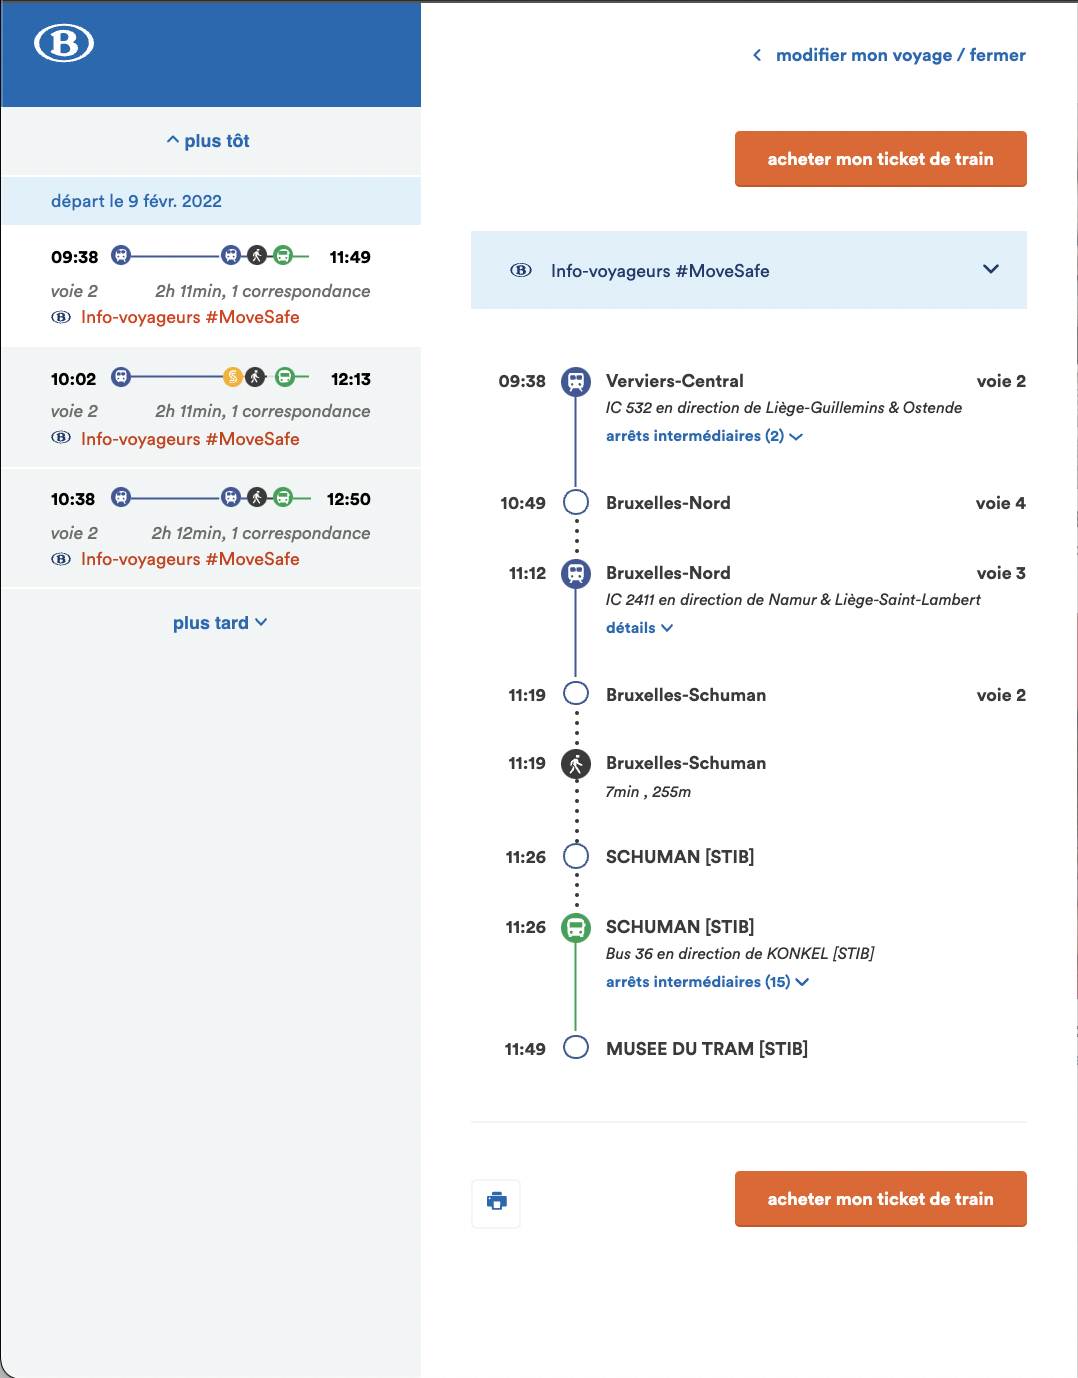 B
plus tôt
départ le 9 févr. 2022
09:38 11:49
voie 2 2h 11min, 1 correspondance
B Info-voyageurs #MoveSafe
10:02 S 12:13
voie 2 2h 11min, 1 correspondance
B Info-voyageurs #MoveSafe
10:38 12:50
voie 2 2h 12min, 1 correspondance
B Info-voyageurs #MoveSafe
plus tard
modifier mon voyage / fermer
acheter mon ticket de train
B Info-voyageurs #MoveSafe
09:38 Verviers-Central voie 2
IC 532 en direction de Liège-Guillemins & Ostende
arrêts intermédiaires (2)
10:49 Bruxelles-Nord voie 4
11:12 Bruxelles-Nord voie 3
IC 2411 en direction de Namur & Liège-Saint-Lambert
détails
11:19 Bruxelles-Schuman voie 2
11:19 Bruxelles-Schuman
7min , 255m
11:26 SCHUMAN [STIB]
11:26 SCHUMAN [STIB]
Bus 36 en direction de KONKEL [STIB]
arrêts intermédiaires (15)
11:49 MUSEE DU TRAM [STIB]
acheter mon ticket de train